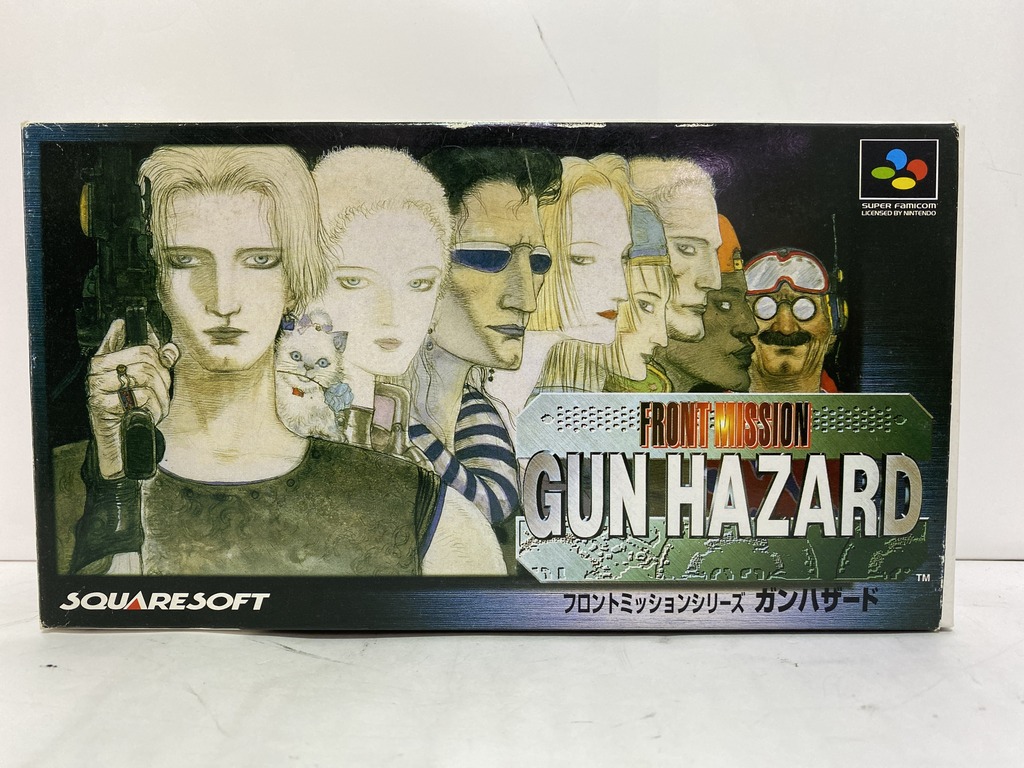 SUPER FAMICOM
LICENSED BY NINTENDO
FRONT MISSION
GUN HAZARD
TM
SQUARESOFT
フロントミッションシリーズ ガンハザード